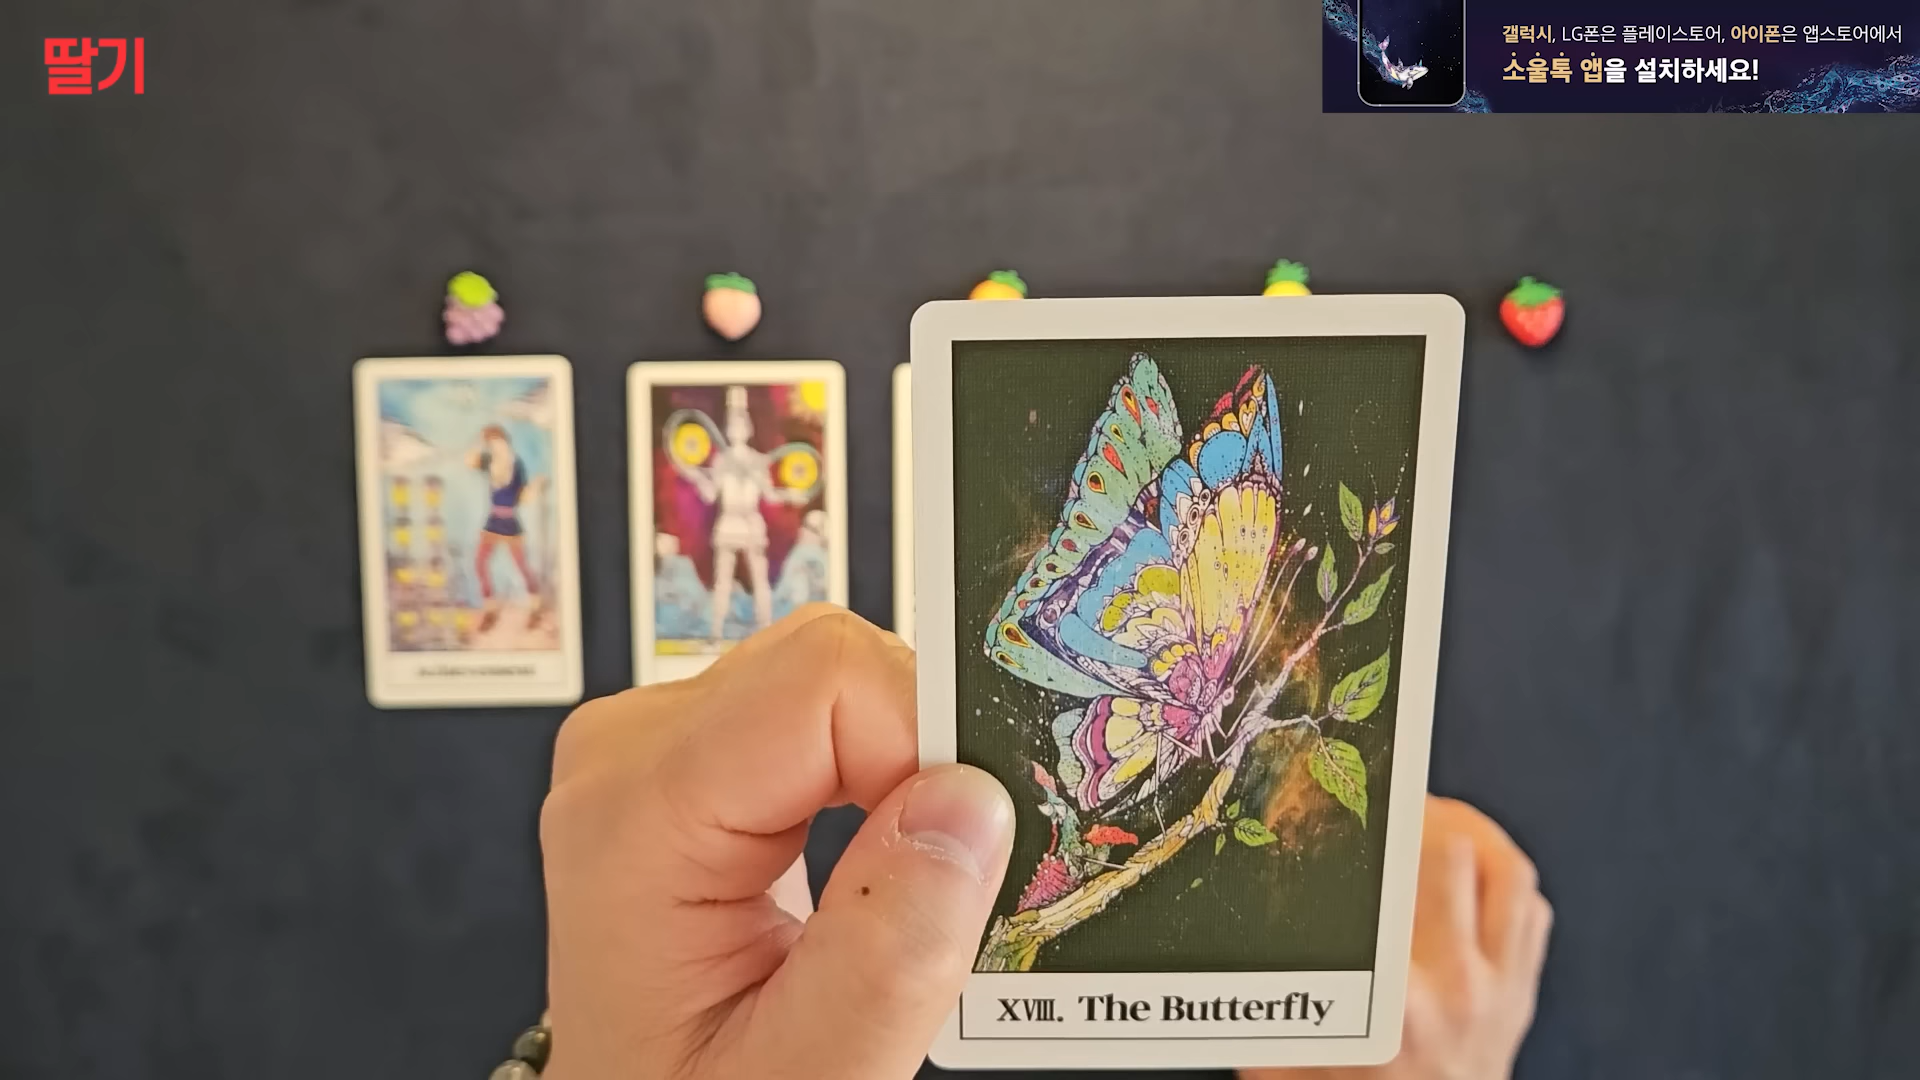 딸기
갤럭시, LG폰은 플레이스토어, 아이폰은 앱스토어에서
소울톡 앱을 설치하세요!
XVIII. The Butterfly